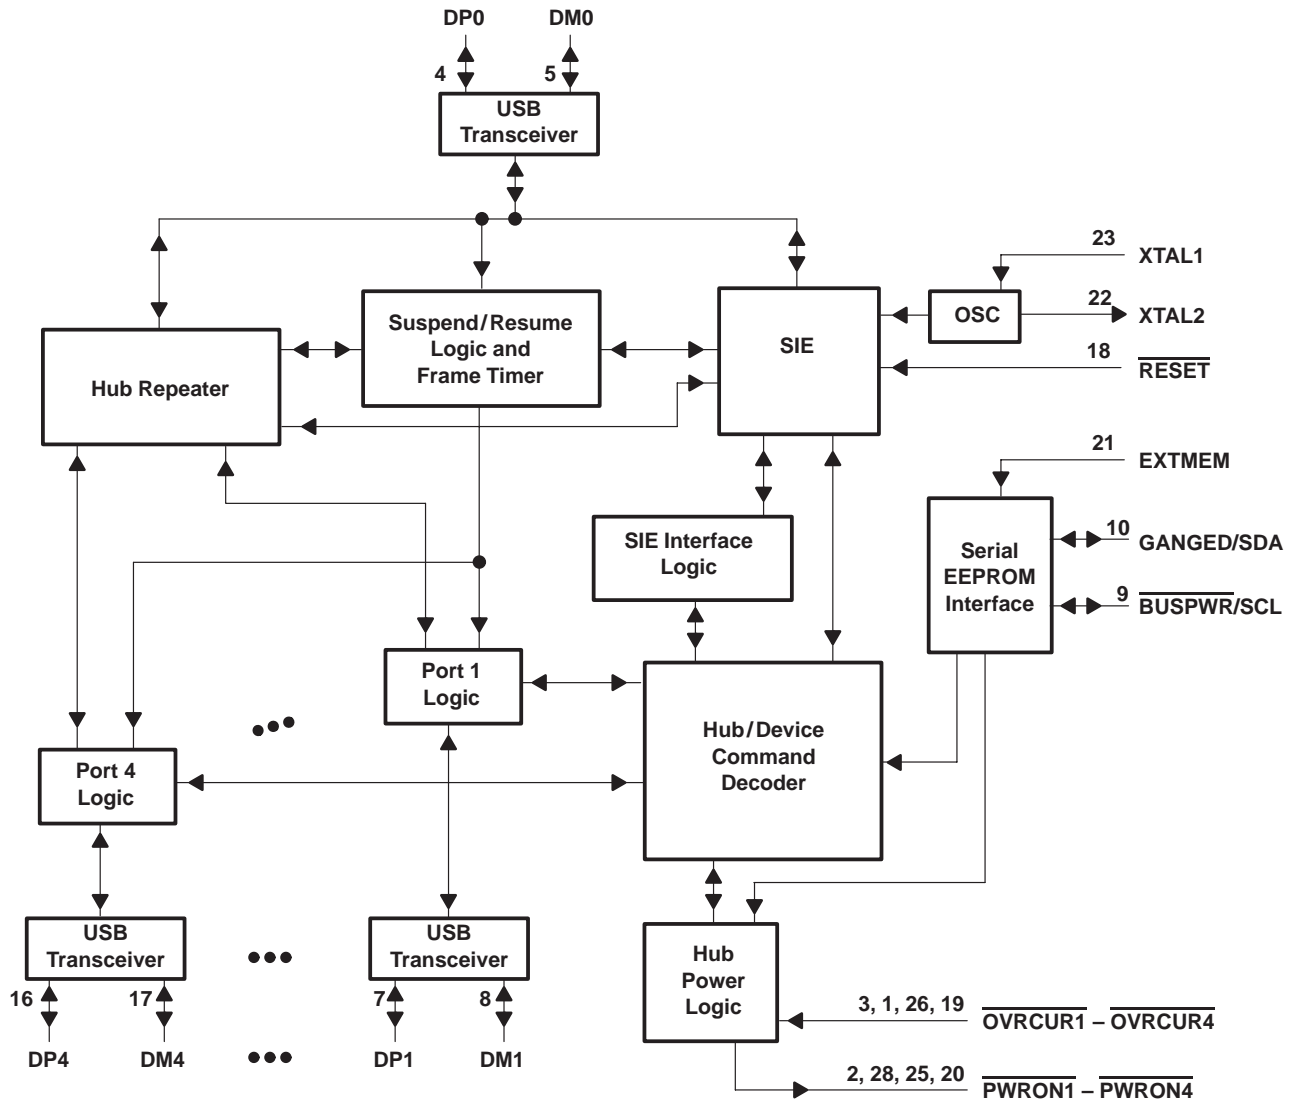 DP0 DM0
4 5
USB
Transceiver
23
XTAL1
22
XTAL2
OSC
18
RESET
Suspend/Resume
Logic and
Frame Timer
SIE
Hub Repeater
21
EXTMEM
10
GANGED/SDA
9
BUSPWR/SCL
Serial
EEPROM
Interface
SIE Interface
Logic
Port 1
Logic
Hub/Device
Command
Decoder
Port 4
Logic
USB
Transceiver
USB
Transceiver
Hub
Power
Logic
16 17 7 8
DP4 DM4 DP1 DM1
3, 1, 26, 19
OVRCUR1 – OVRCUR4
2, 28, 25, 20
PWRON1 – PWRON4